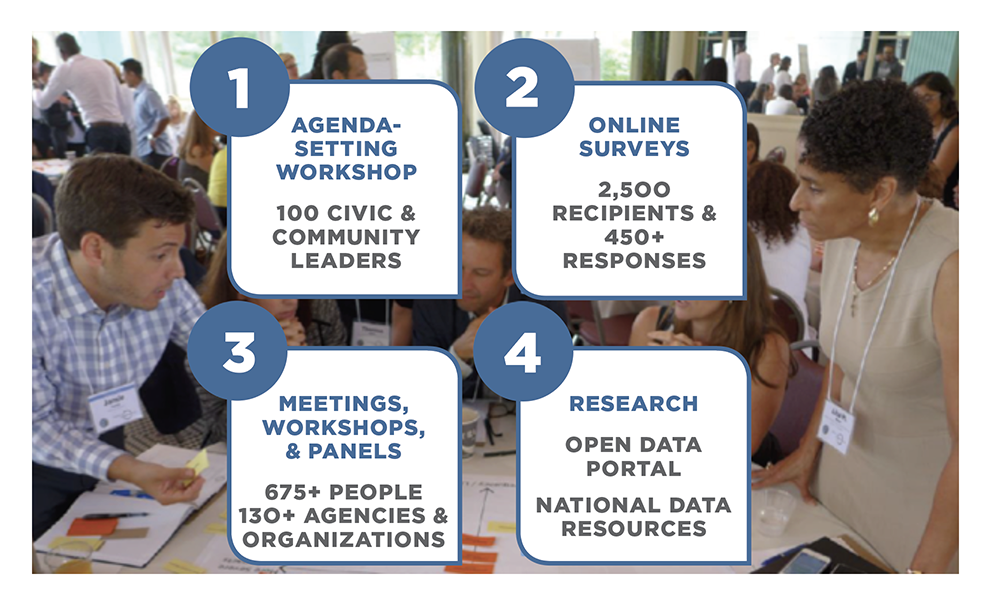 1
AGENDA-
SETTING
WORKSHOP
100 CIVIC &
COMMUNITY
LEADERS
2
ONLINE
SURVEYS
2,500
RECIPIENTS &
450+
RESPONSES
3
MEETINGS,
WORKSHOPS,
& PANELS
675+ PEOPLE
130+ AGENCIES &
ORGANIZATIONS
4
RESEARCH
OPEN DATA
PORTAL
NATIONAL DATA
RESOURCES